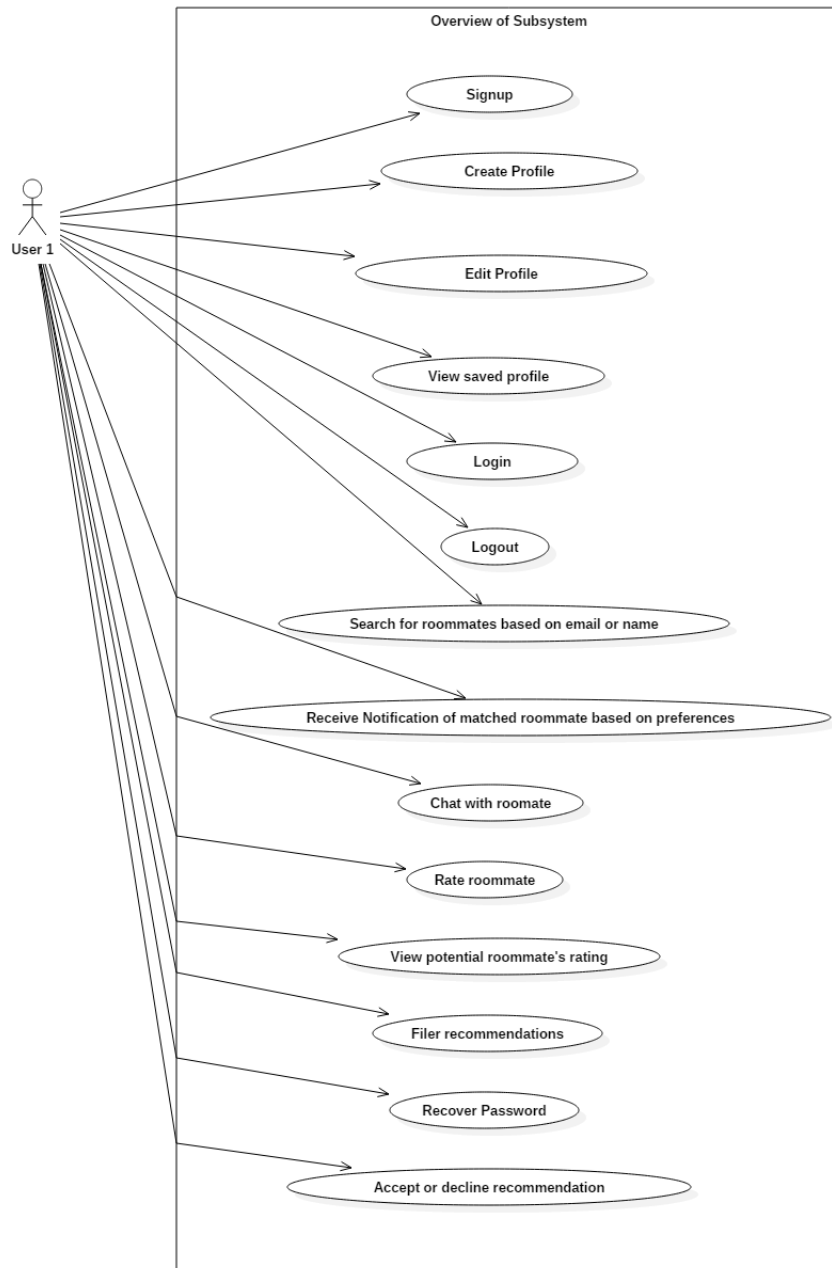 Overview of Subsystem
Signup
Create Profile
User 1
Edit Profile
View saved profile
Login
Logout
Search for roommates based on email or name
Receive Notification of matched roommate based on preferences
Chat with roomate
Rate roommate
View potential roommate's rating
Filer recommendations
Recover Password
Accept or decline recommendation